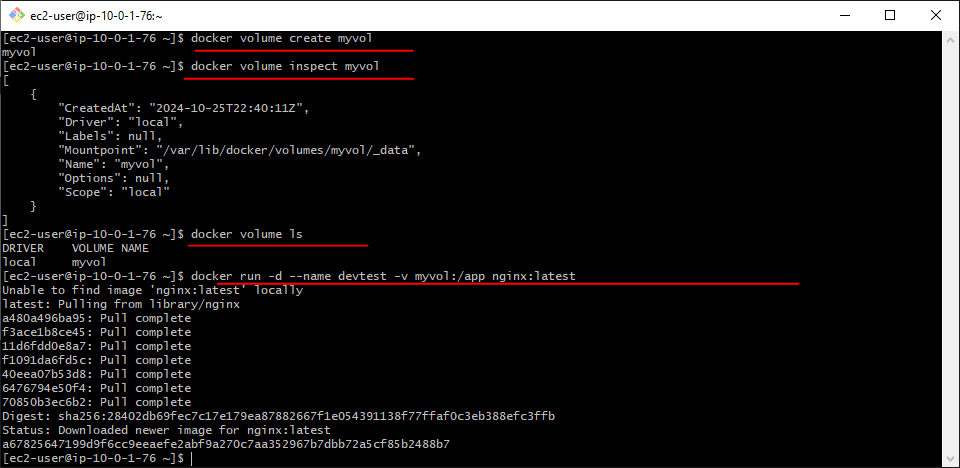 ec2-user@ip-10-0-1-76:~
[ec2-user@ip-10-0-1-76 ~]$ docker volume create myvol
myvol
[ec2-user@ip-10-0-1-76 ~]$ docker volume inspect myvol
[
    {
        "CreatedAt": "2024-10-25T22:40:11Z",
        "Driver": "local",
        "Labels": null,
        "Mountpoint": "/var/lib/docker/volumes/myvol/_data",
        "Name": "myvol",
        "Options": null,
        "Scope": "local"
    }
]
[ec2-user@ip-10-0-1-76 ~]$ docker volume ls
DRIVER    VOLUME NAME
local     myvol
[ec2-user@ip-10-0-1-76 ~]$ docker run -d --name devtest -v myvol:/app nginx:latest
Unable to find image 'nginx:latest' locally
latest: Pulling from library/nginx
a480a496ba95: Pull complete
f3ace1b8ce45: Pull complete
11d6fdd0e8a7: Pull complete
f1091da6fd5c: Pull complete
40eea07b53d8: Pull complete
6476794e50f4: Pull complete
70850b3ec6b2: Pull complete
Digest: sha256:28402db69fec7c17e179ea87882667f1e054391138f77ffaf0c3eb388efc3ffb
Status: Downloaded newer image for nginx:latest
a67825647199d9f6cc9eeaefe2abf9a270c7aa352967b7dbb72a5cf85b2488b7
[ec2-user@ip-10-0-1-76 ~]$